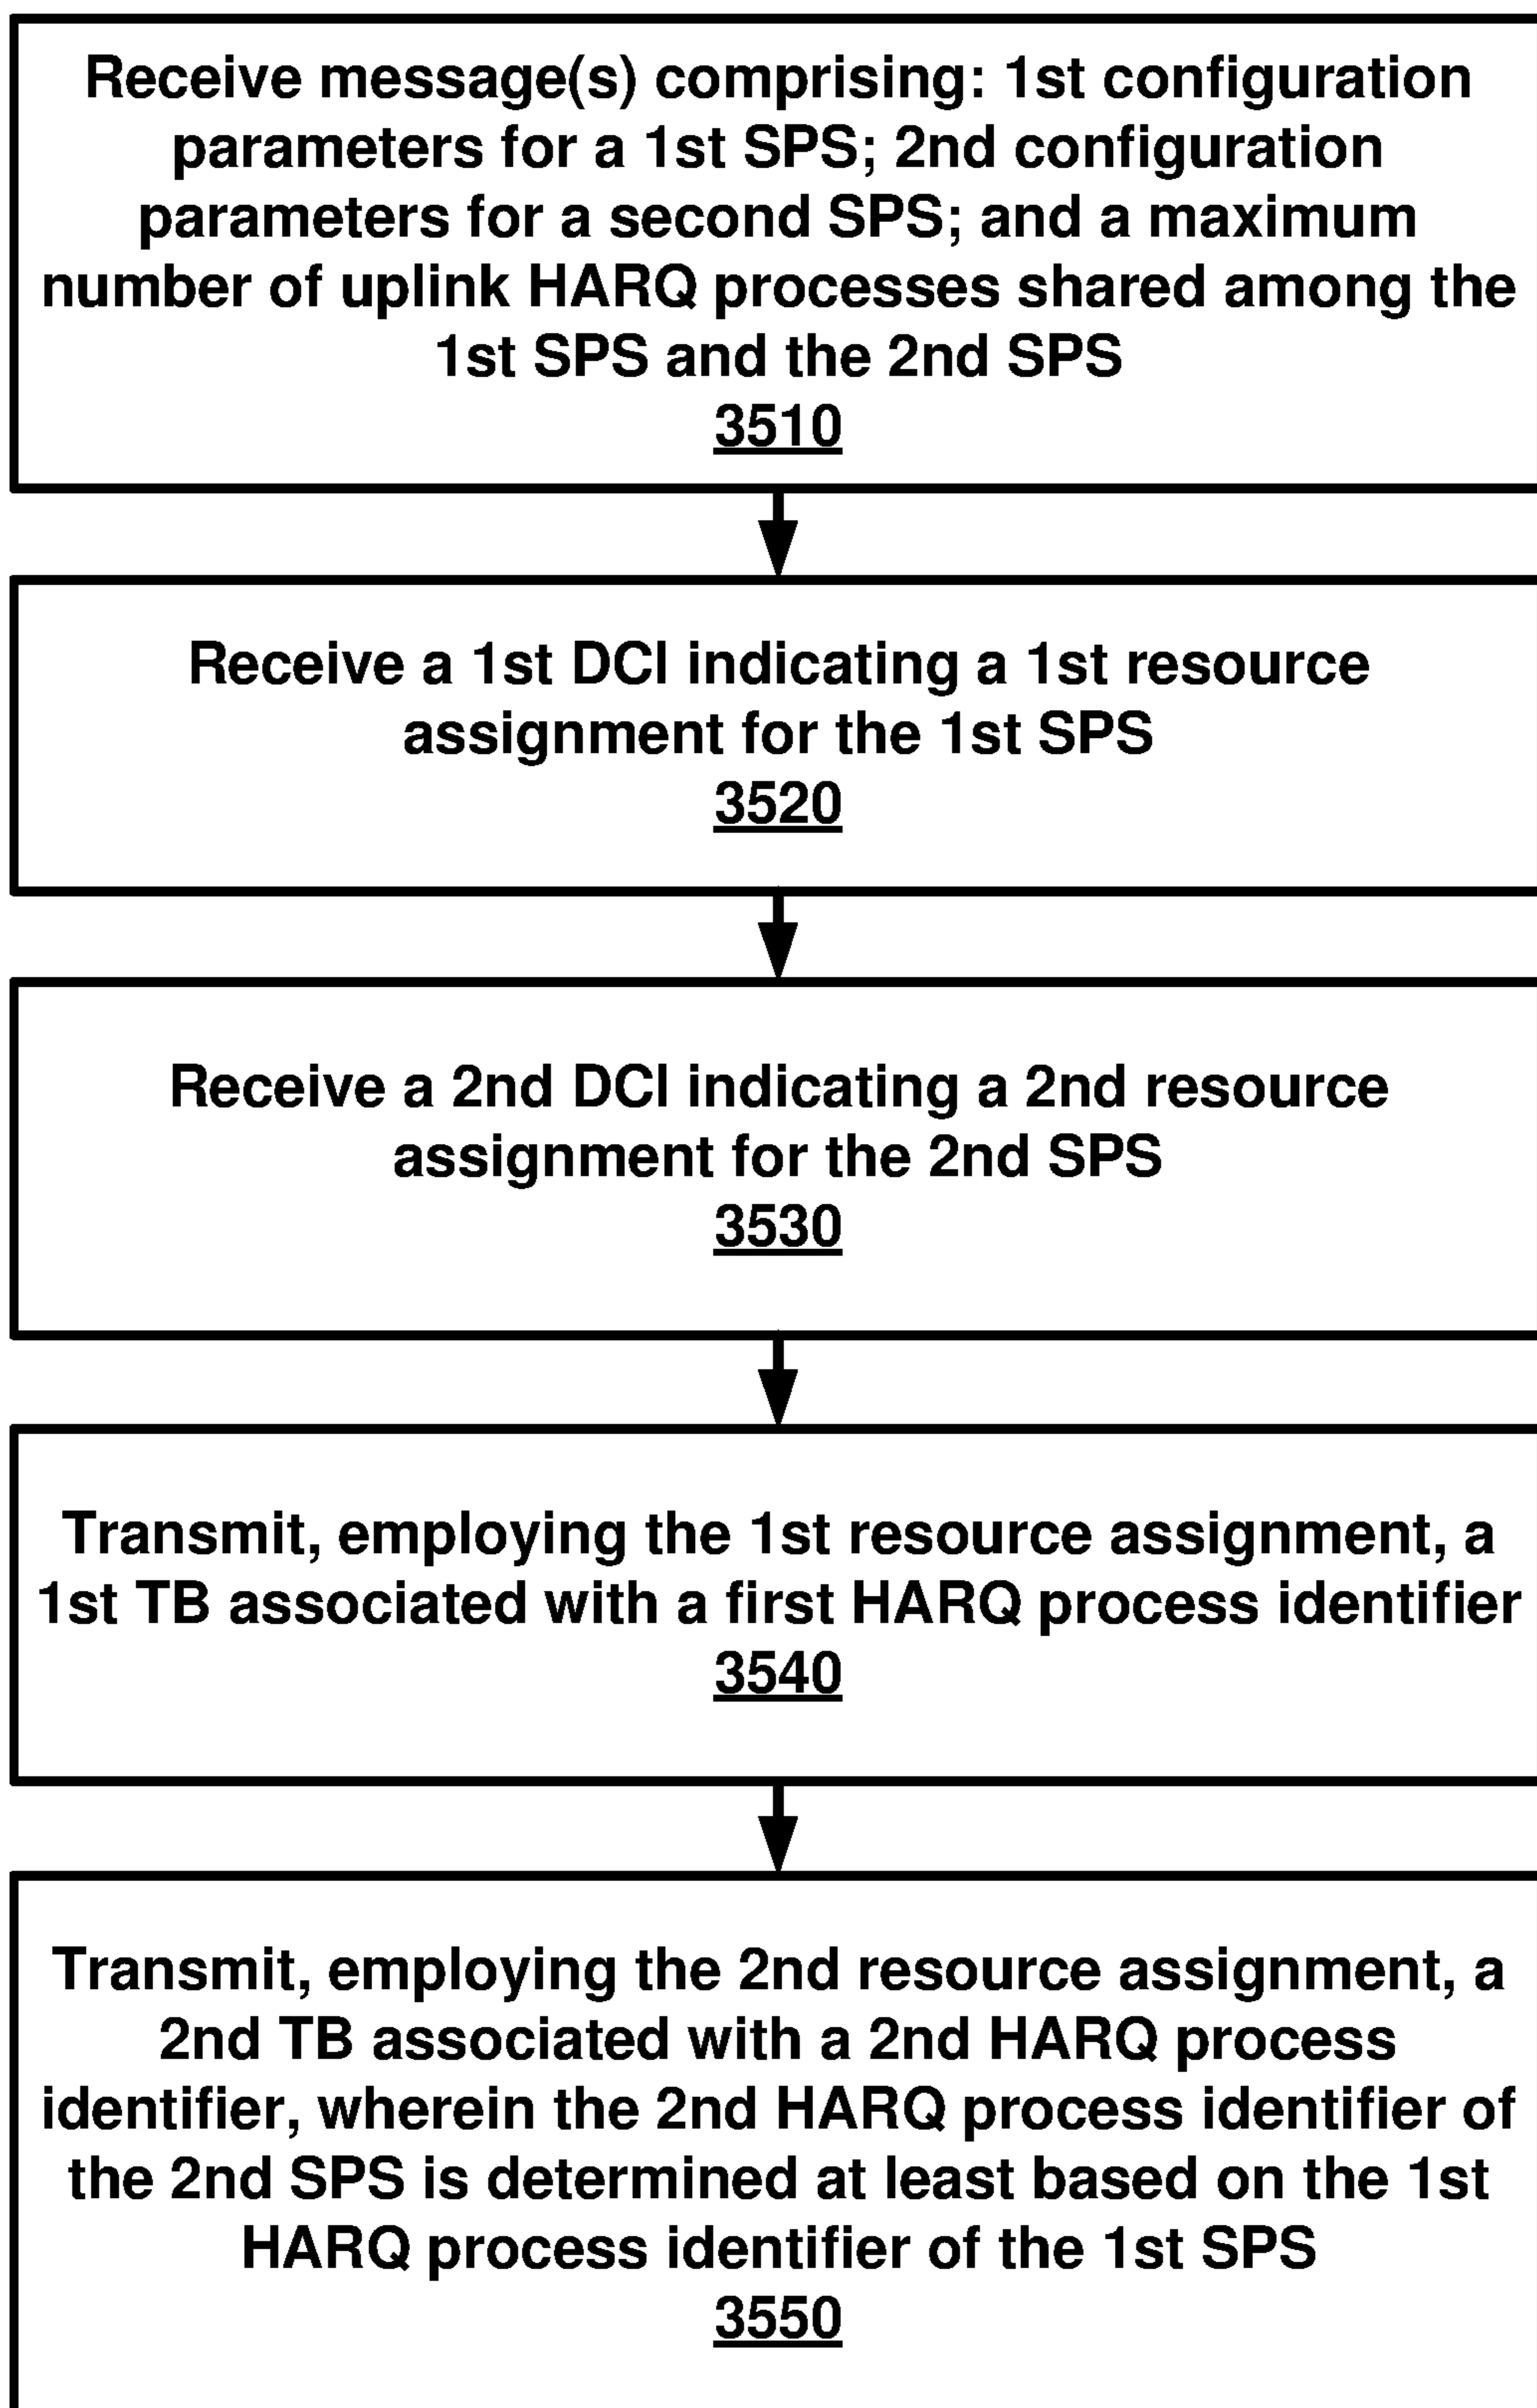 Receive message(s) comprising: 1st configuration
parameters for a 1st SPS; 2nd configuration
parameters for a second SPS; and a maximum
number of uplink HARQ processes shared among the
1st SPS and the 2nd SPS
3510
Receive a 1st DCI indicating a 1st resource
assignment for the 1st SPS
3520
Receive a 2nd DCI indicating a 2nd resource
assignment for the 2nd SPS
3530
Transmit, employing the 1st resource assignment, a
1st TB associated with a first HARQ process identifier
3540
Transmit, employing the 2nd resource assignment, a
2nd TB associated with a 2nd HARQ process
identifier, wherein the 2nd HARQ process identifier of
the 2nd SPS is determined at least based on the 1st
HARQ process identifier of the 1st SPS
3550